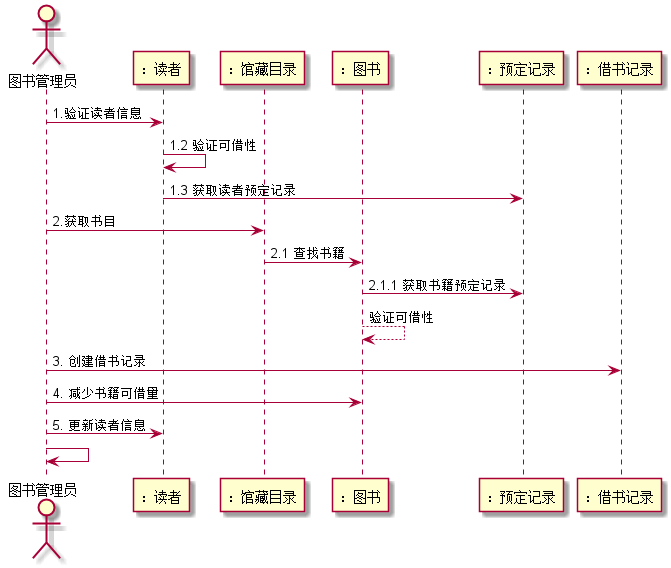 图书管理员
: 读者
: 馆藏目录
: 图书
: 预定记录
: 借书记录
1.验证读者信息
1.2 验证可借性
1.3 获取读者预定记录
2.获取书目
2.1 查找书籍
2.1.1 获取书籍预定记录
验证可借性
3. 创建借书记录
4. 减少书籍可借量
5. 更新读者信息
图书管理员
: 读者
: 馆藏目录
: 图书
: 预定记录
: 借书记录